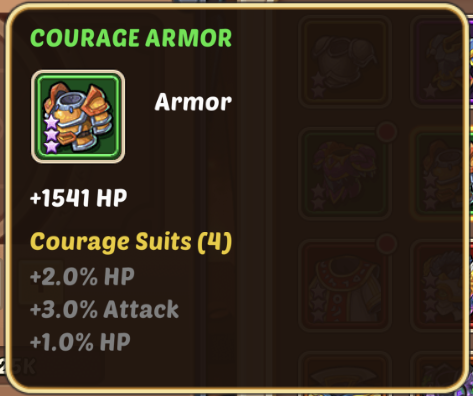 COURAGE ARMOR
Armor
+1541 HP
Courage Suits (4)
+2.0% HP
+3.0% Attack
+1.0% HP